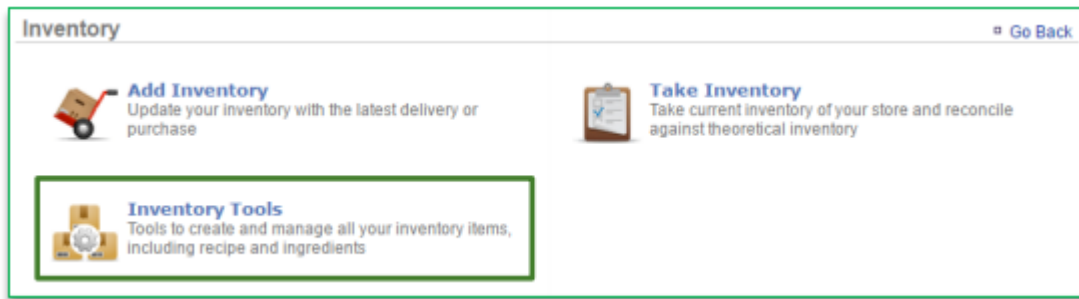 Inventory
Go Back
Add Inventory
Update your inventory with the latest delivery or
purchase
Take Inventory
Take current inventory of your store and reconcile
against theoretical inventory
Inventory Tools
Tools to create and manage all your inventory items,
including recipe and ingredients